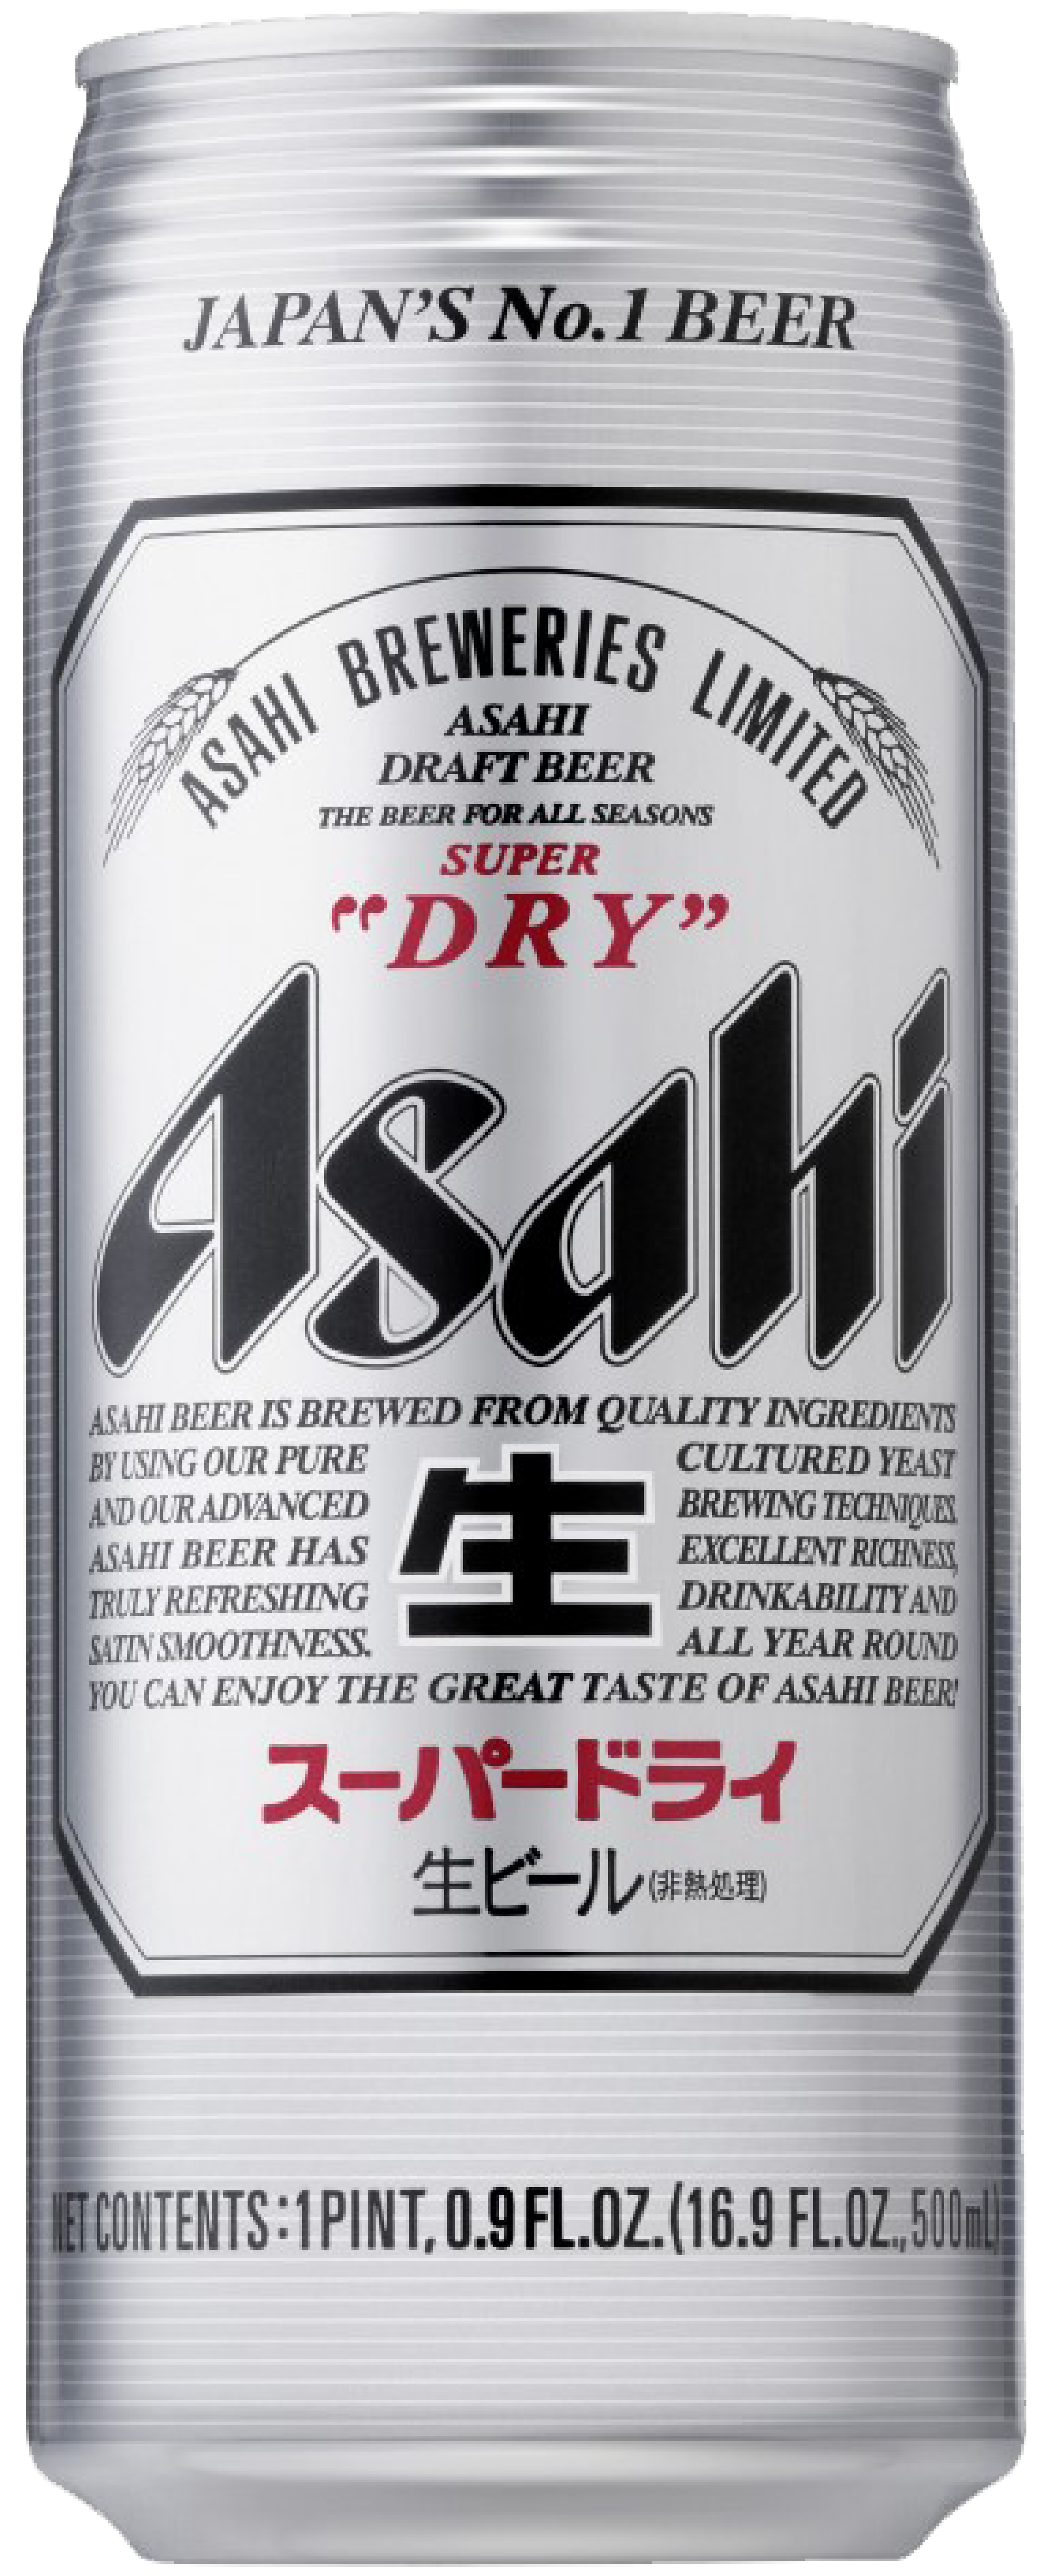 JAPAN'S No.1 BEER
ASAHI BREWERIES LIMITED
ASAHI
DRAFT BEER
THE BEER FOR ALL SEASONS
SUPER
“DRY”
Asahi
ASAHI BEER IS BREWED FROM QUALITY INGREDIENTS
BY USING OUR PURE CULTURED YEAST
AND OUR ADVANCED BREWING TECHNIQUES.
ASAHI BEER HAS EXCELLENT RICHNESS,
TRULY REFRESHING DRINKABILITY AND
SATIN SMOOTHNESS. ALL YEAR ROUND
生
YOU CAN ENJOY THE GREAT TASTE OF ASAHI BEER!
スーパードライ
生ビール(非熱処理)
NET CONTENTS:1 PINT, 0.9 FL.OZ.(16.9 FL.OZ.,500mL)